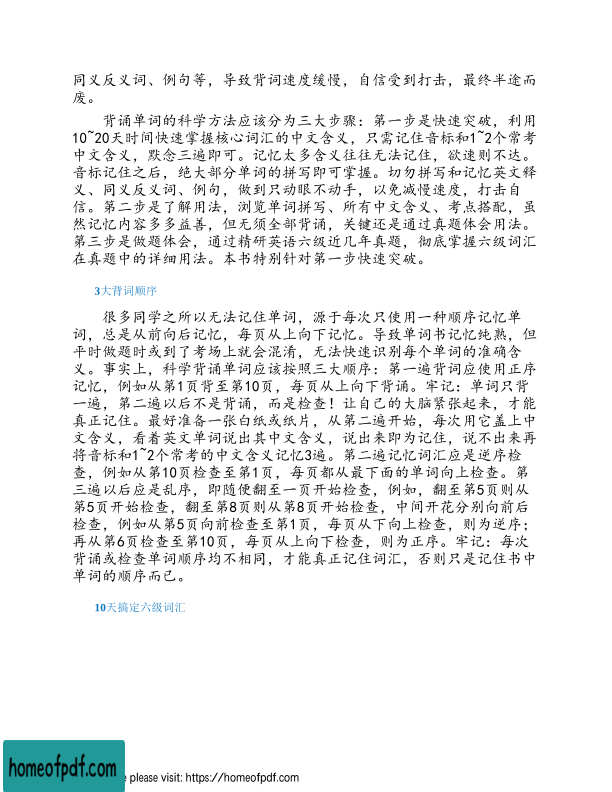 同义反义词、例句等，导致背词速度缓慢，自信受到打击，最终半途而
废。
背诵单词的科学方法应该分为三大步骤：第一步是快速突破，利用
10~20天时间快速掌握核心词汇的中文含义，只需记住音标和1~2个常考
中文含义，默念三遍即可。记忆太多含义往往无法记住，欲速则不达。
音标记住之后，绝大部分单词的拼写即可掌握。切勿拼写和记忆英文释
义、同义反义词、例句，做到只动眼不动手，以免减慢速度，打击自
信。第二步是了解用法，浏览单词拼写、所有中文含义、考点搭配，虽
然记忆内容多多益善，但无须全部背诵，关键还是通过真题体会用法。
第三步是做题体会，通过精研英语六级近几年真题，彻底掌握六级词汇
在真题中的详细用法。本书特别针对第一步快速突破。
3大背词顺序
很多同学之所以无法记住单词，源于每次只使用一种顺序记忆单
词，总是从前向后记忆，每页从上向下记忆。导致单词书记忆纯熟，但
平时做题时或到了考场上就会混淆，无法快速识别每个单词的准确含
义。事实上，科学背诵单词应该按照三大顺序：第一遍背词应使用正序
记忆，例如从第1页背至第10页，每页从上向下背诵。牢记：单词只背
一遍，第二遍以后不是背诵，而是检查！让自己的大脑紧张起来，才能
真正记住。最好准备一张白纸或纸片，从第二遍开始，每次用它盖上中
文含义，看着英文单词说出其中文含义，说出来即为记住，说不出来再
将音标和1~2个常考的中文含义记忆3遍。第二遍记忆词汇应是逆序检
查，例如从第10页检查至第1页，每页都从最下面的单词向上检查。第
三遍以后应是乱序，即随便翻至一页开始检查，例如，翻至第5页则从
第5页开始检查，翻至第8页则从第8页开始检查，中间开花分别向前后
检查，例如从第5页向前检查至第1页，每页从下向上检查，则为逆序；
再从第6页检查至第10页，每页从上向下检查，则为正序。牢记：每次
背诵或检查单词顺序均不相同，才能真正记住词汇，否则只是记住书中
单词的顺序而已。
10天搞定六级词汇
homeofpdf.com
e please visit: https://homeofpdf.com